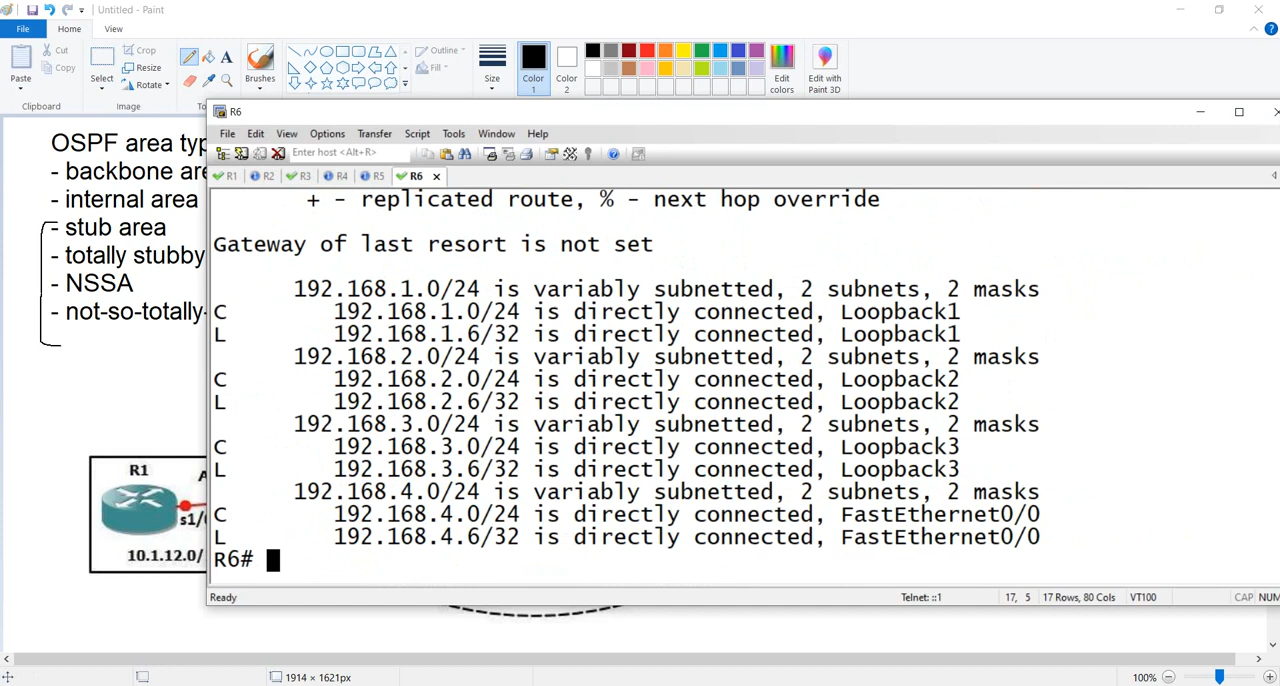 Untitled - Paint
File Home View
Paste
Cut
Copy
Clipboard
Select
Crop
Resize
Rotate
Image
Brushes
Outline
Fill
Size
Color 1
Color 2
Edit colors
Edit with Paint 3D
OSPF area typ
- backbone are
- internal area
- stub area
- totally stubby
- NSSA
- not-so-totally-
R6
File Edit View Options Transfer Script Tools Window Help
Enter host <Alt+R>
R1 R2 R3 R4 R5 R6
+ - replicated route, % - next hop override
Gateway of last resort is not set
192.168.1.0/24 is variably subnetted, 2 subnets, 2 masks
C 192.168.1.0/24 is directly connected, Loopback1
L 192.168.1.6/32 is directly connected, Loopback1
192.168.2.0/24 is variably subnetted, 2 subnets, 2 masks
C 192.168.2.0/24 is directly connected, Loopback2
L 192.168.2.6/32 is directly connected, Loopback2
192.168.3.0/24 is variably subnetted, 2 subnets, 2 masks
C 192.168.3.0/24 is directly connected, Loopback3
L 192.168.3.6/32 is directly connected, Loopback3
192.168.4.0/24 is variably subnetted, 2 subnets, 2 masks
C 192.168.4.0/24 is directly connected, FastEthernet0/0
L 192.168.4.6/32 is directly connected, FastEthernet0/0
R6#
Ready Telnet: ::1 17, 5 17 Rows, 80 Cols VT100 CAP NUM
R1
A
s1/
10.1.12.0/
1914 × 1621px 100%